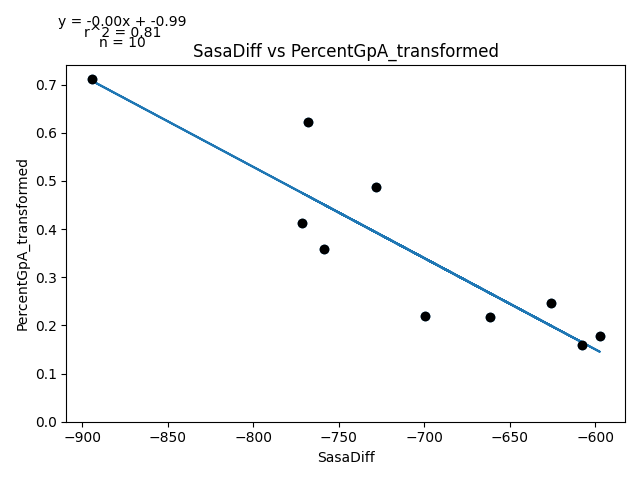 y = -0.00x + -0.99
r^2 = 0.81
n = 10
SasaDiff vs PercentGpA_transformed
PercentGpA_transformed
0.7
0.6
0.5
0.4
0.3
0.2
0.1
0.0
−900 −850 −800 −750 −700 −650 −600
SasaDiff